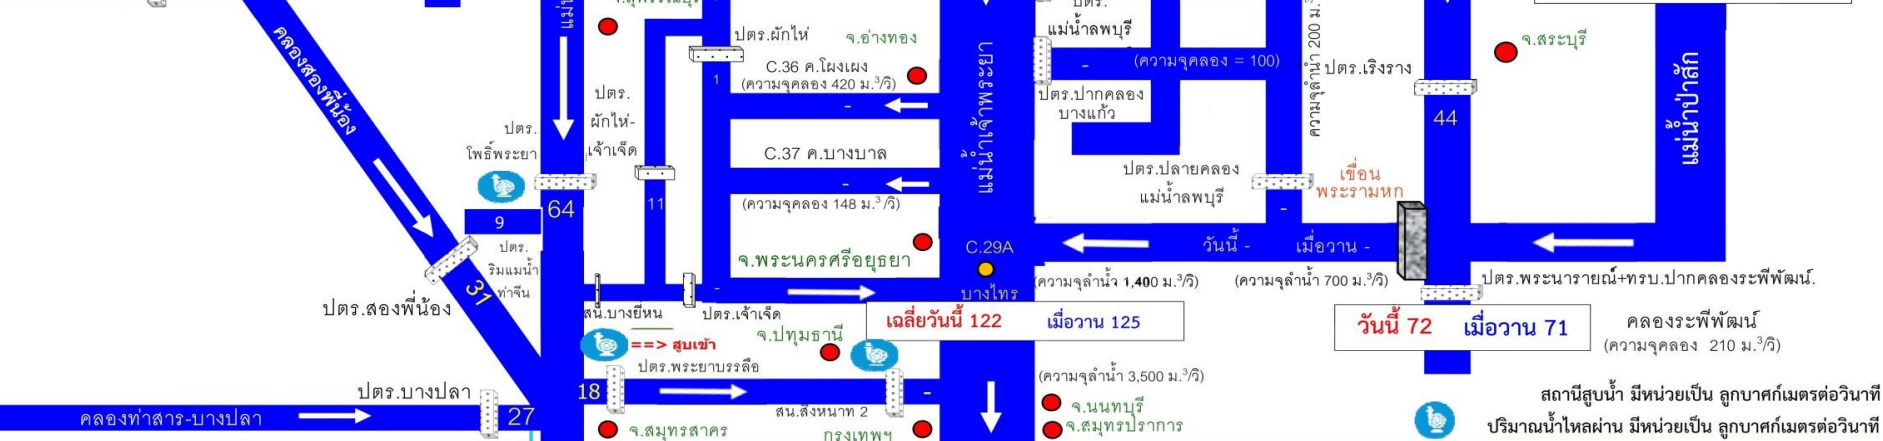 จ.สุพรรณบุรี
คลองสองพี่น้อง
ปตร.
โพธิ์พระยา
9
64
ปตร.
ริมแม่น้ำ
ท่าจีน
ปตร.สองพี่น้อง
31
ปตร.บางปลา
คลองท่าสาร-บางปลา
27
ปตร.
ผักไห่-
เจ้าเจ็ด
11
ปตร.ผักไห่
1
จ.อ่างทอง
C.36 ค.โผงเผง
(ความจุคลอง 420 ม.³/วิ)
-
C.37 ค.บางบาล
-
(ความจุคลอง 148 ม.³/วิ)
จ.พระนครศรีอยุธยา
-
สน.บางยี่หน
ปตร.เจ้าเจ็ด
==> สูบเข้า
จ.ปทุมธานี
18
ปตร.พระยาบรรลือ
-
สน.สิงหนาท 2
จ.สมุทรสาคร
กรุงเทพฯ
แม่น้ำเจ้าพระยา
C.29A
บางไทร
เฉลี่ยวันนี้ 122
เมื่อวาน 125
(ความจุลำน้ำ 3,500 ม.³/วิ)
จ.นนทบุรี
จ.สมุทรปราการ
ปตร.
แม่น้ำลพบุรี
-
(ความจุคลอง = 100)
ปตร.ปากคลอง
บางแก้ว
ความจุลำน้ำ 200 ม.
ปตร.ปลายคลอง
แม่น้ำลพบุรี
-
วันนี้ -
เมื่อวาน -
(ความจุลำน้ำ 1,400 ม.³/วิ)
(ความจุลำน้ำ 700 ม.³/วิ)
ปตร.เริงราง
44
จ.สระบุรี
เขื่อน
พระรามหก
แม่น้ำป่าสัก
ปตร.พระนารายณ์+ทรบ.ปากคลองระพีพัฒน์.
วันนี้ 72
เมื่อวาน 71
คลองระพีพัฒน์
(ความจุคลอง 210 ม.³/วิ)
สถานีสูบน้ำ มีหน่วยเป็น ลูกบาศก์เมตรต่อวินาที
ปริมาณน้ำไหลผ่าน มีหน่วยเป็น ลูกบาศก์เมตรต่อวินาที